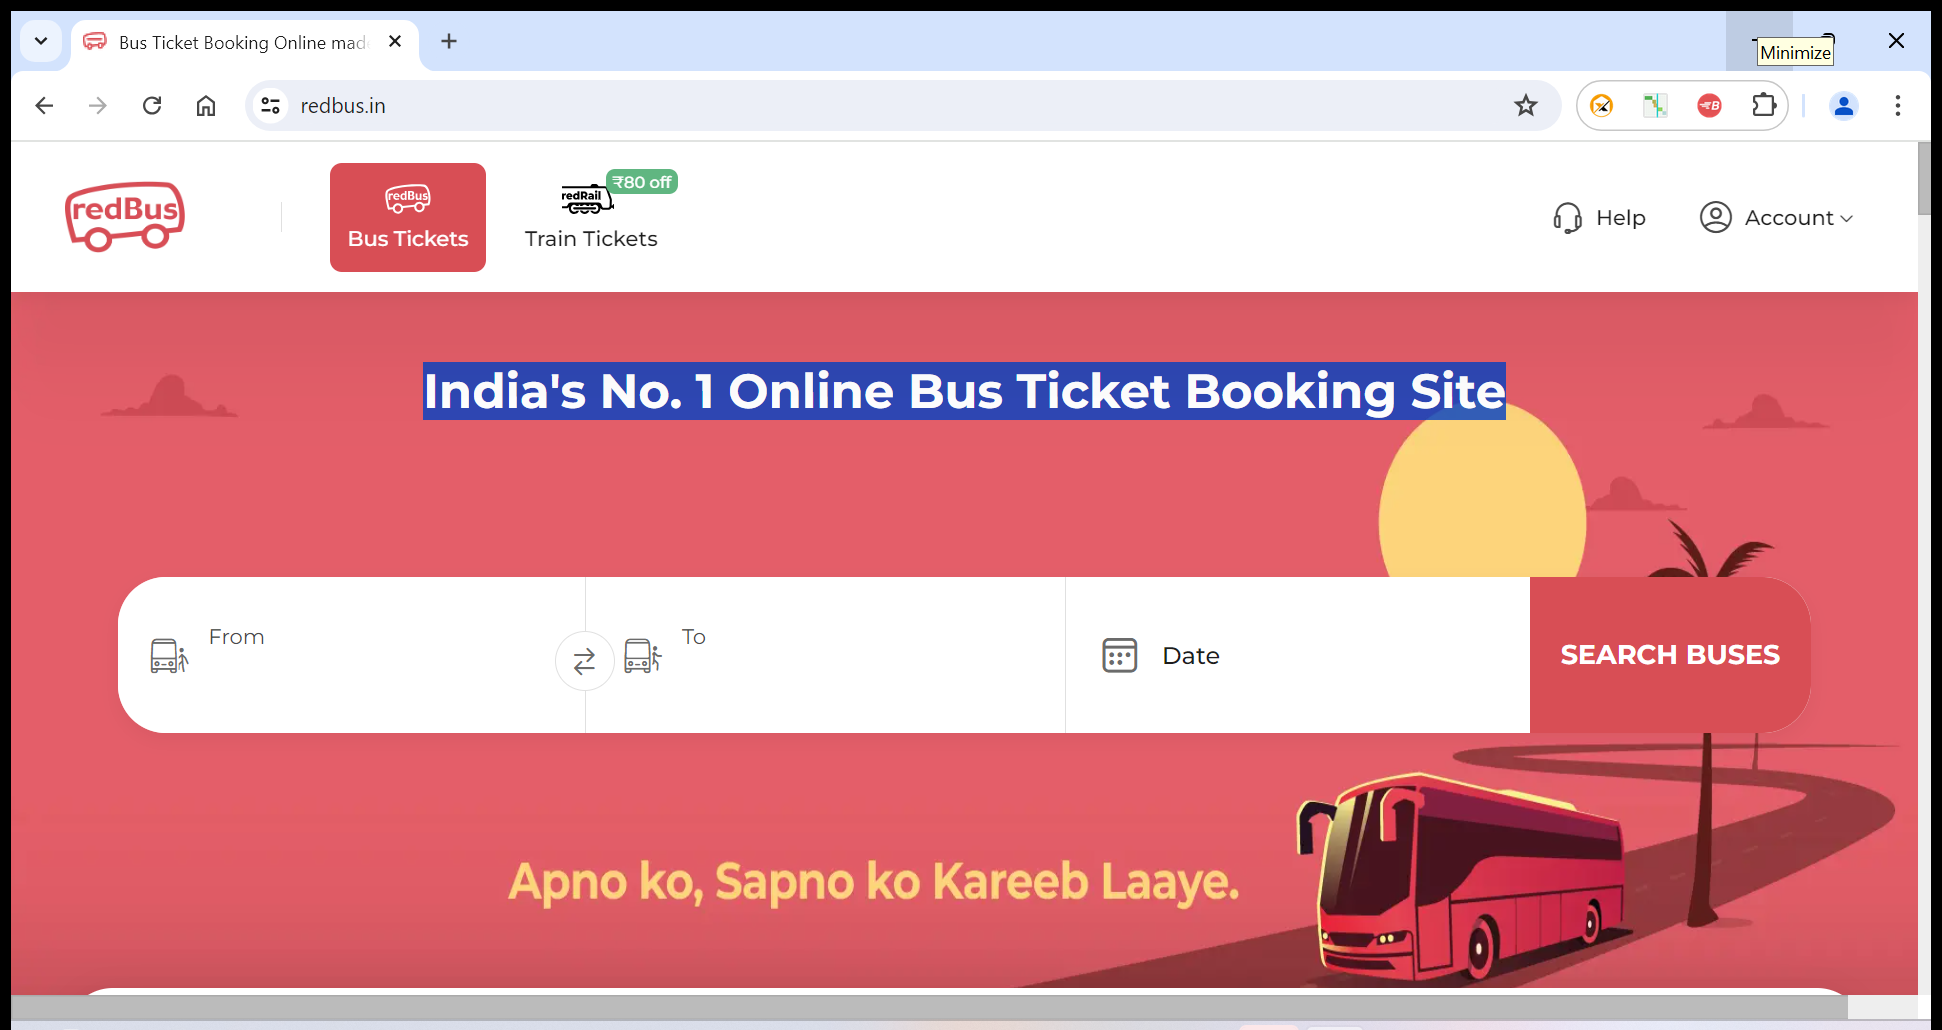 Bus Ticket Booking Online mad
Minimize
redbus.in
redBus
redBus
Bus Tickets
redRail
₹80 off
Train Tickets
Help
Account
India's No. 1 Online Bus Ticket Booking Site
From
To
Date
SEARCH BUSES
Apno ko, Sapno ko Kareeb Laaye.